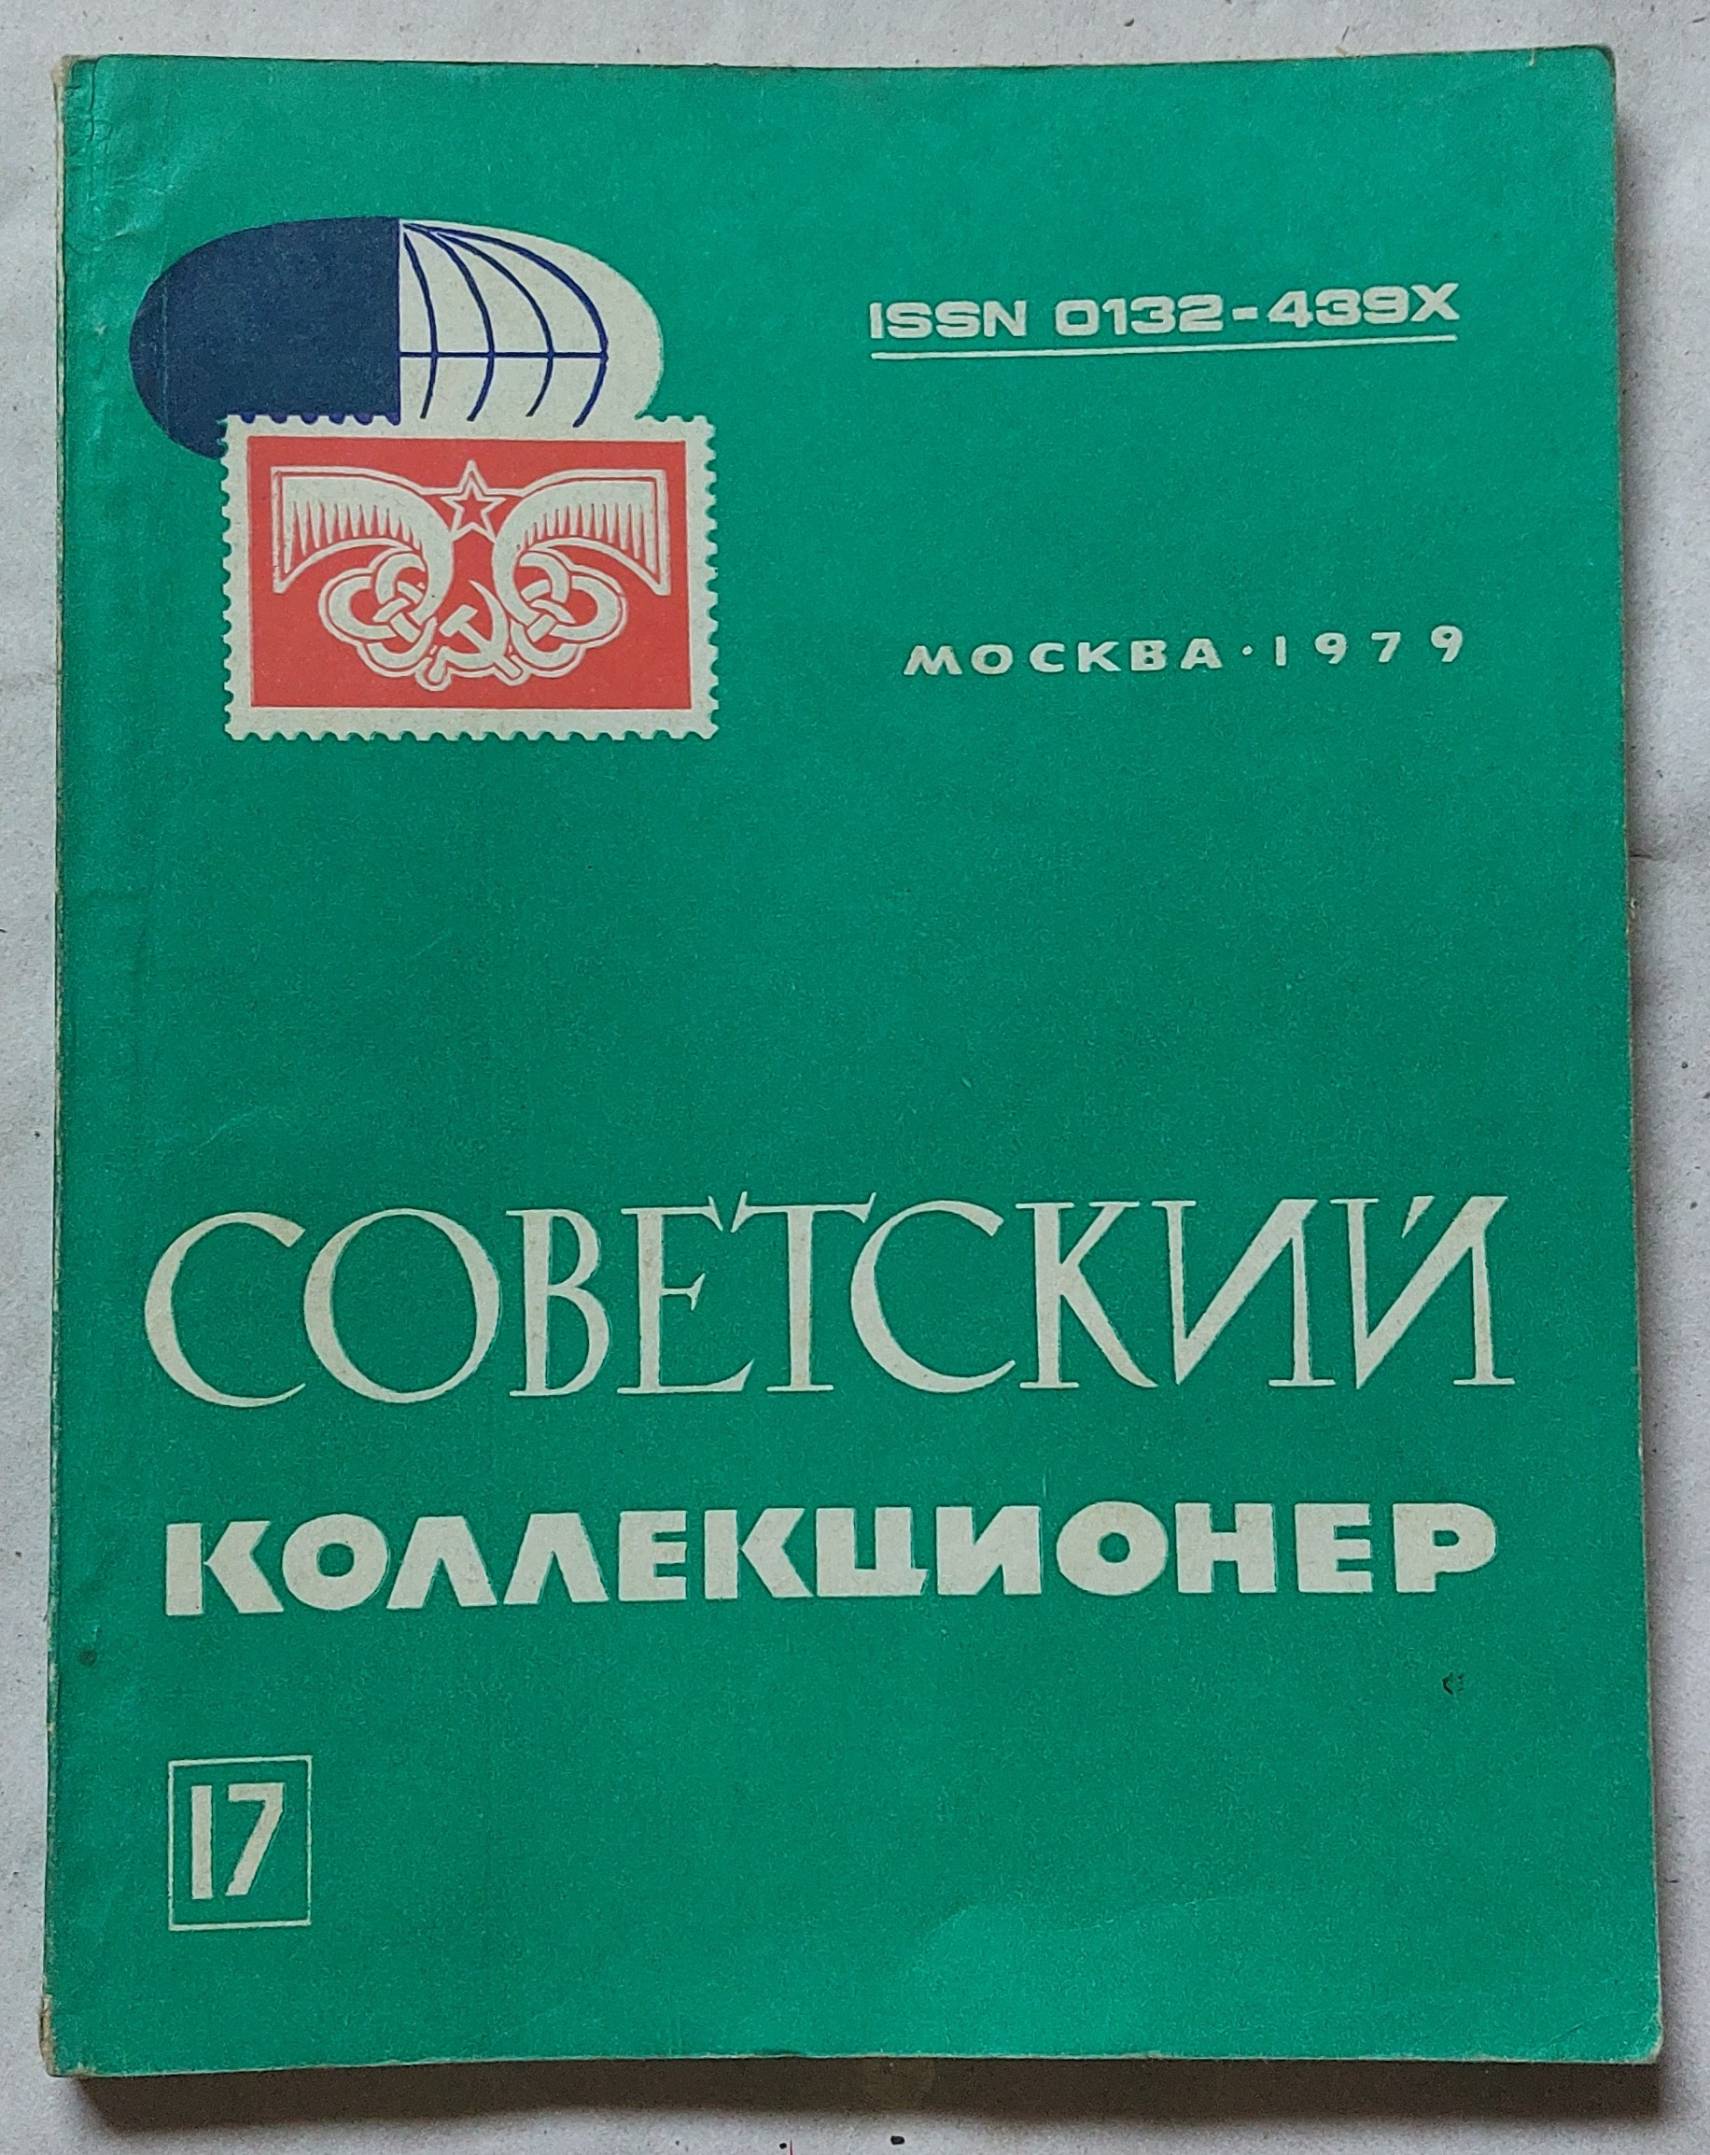 ISSN 0132-439X
МОСКВА·1979
СОВЕТСКИЙ
КОЛЛЕКЦИОНЕР
17